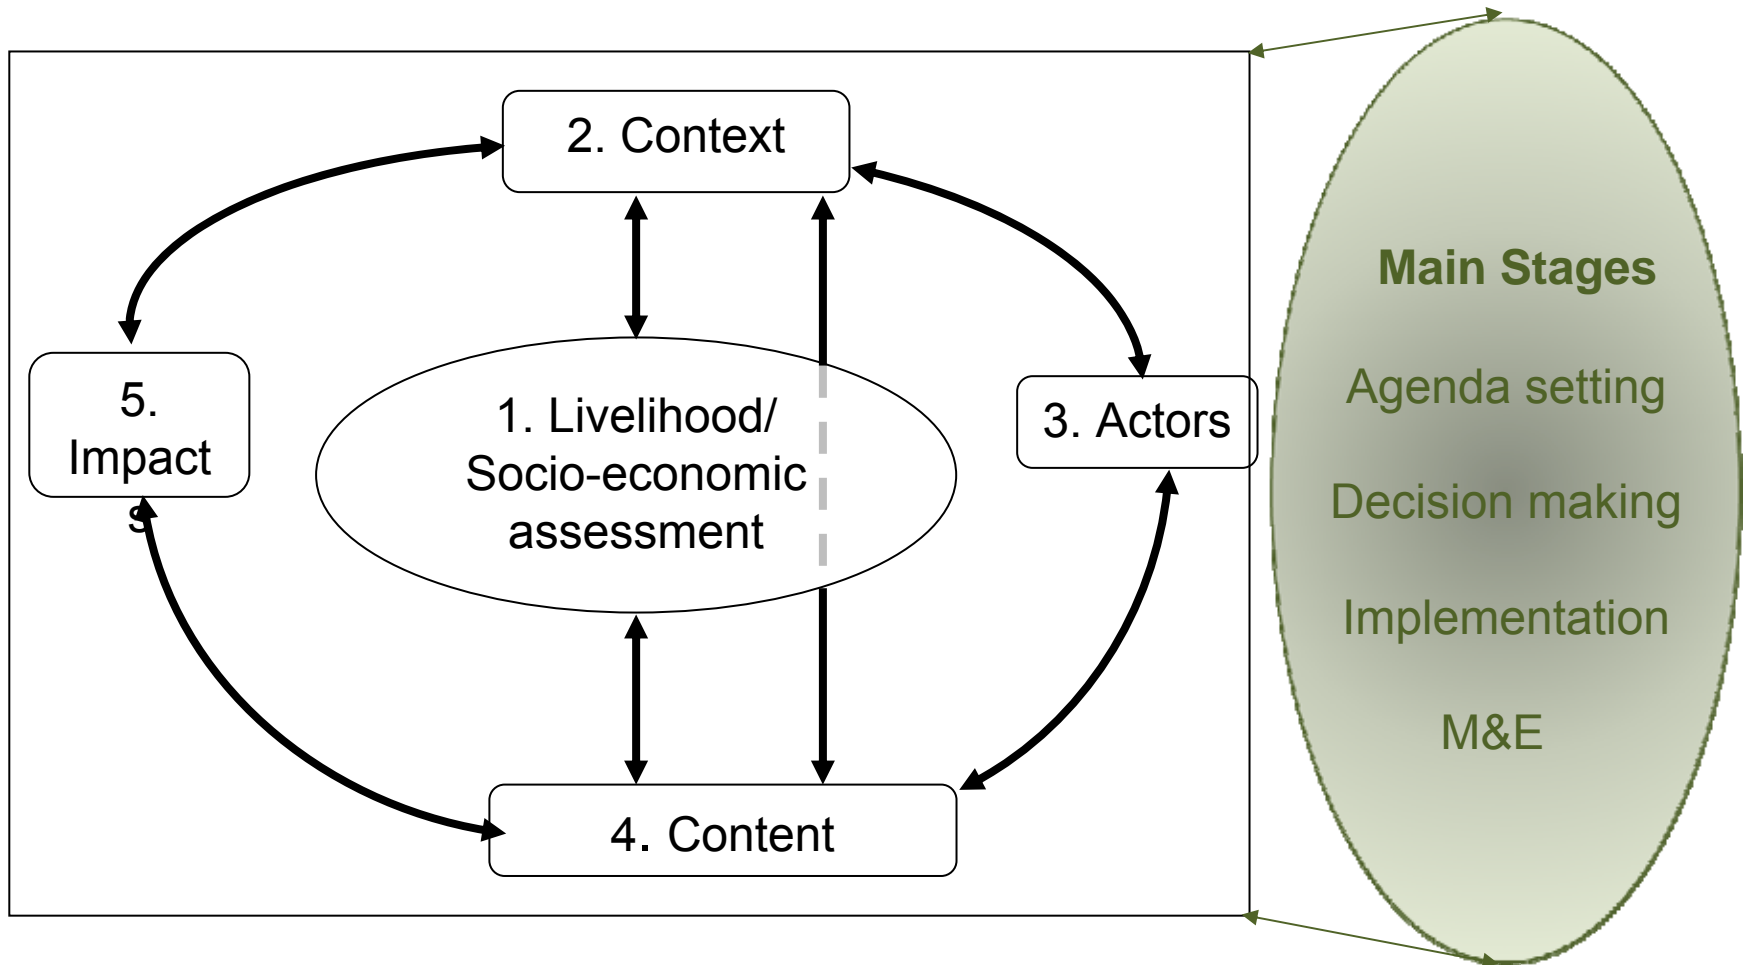 2. Context
5.
Impact
s
1. Livelihood/
Socio-economic
assessment
3. Actors
4. Content
Main Stages
Agenda setting
Decision making
Implementation
M&E